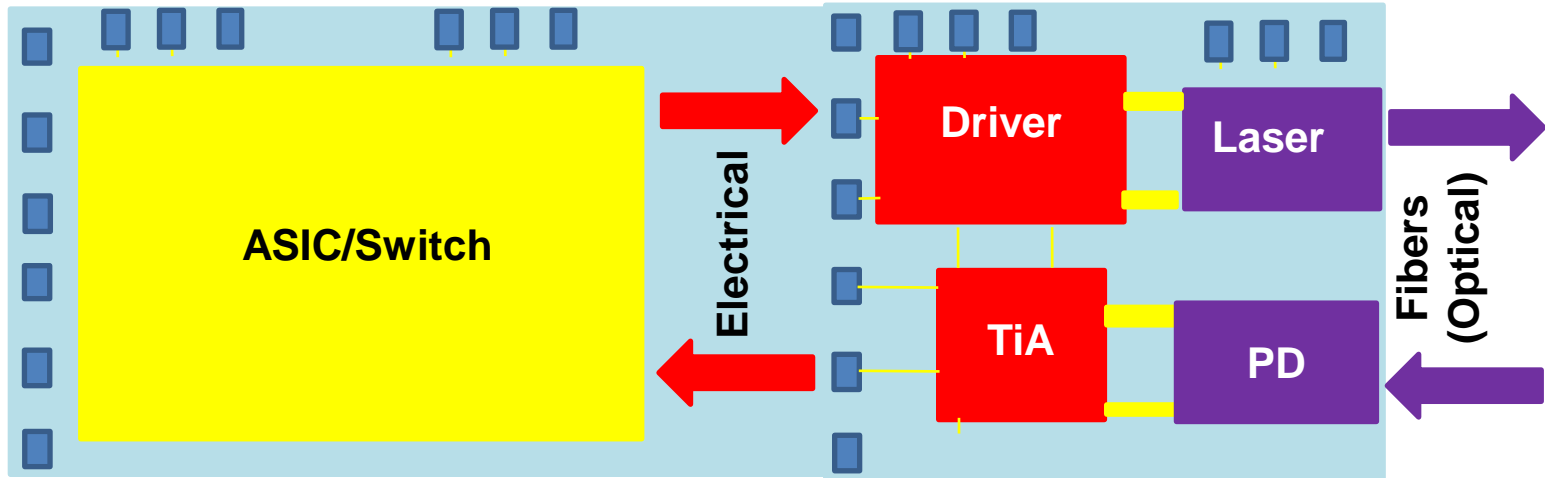 ASIC/Switch
Electrical
Driver
Laser
TiA
PD
Fibers
(Optical)